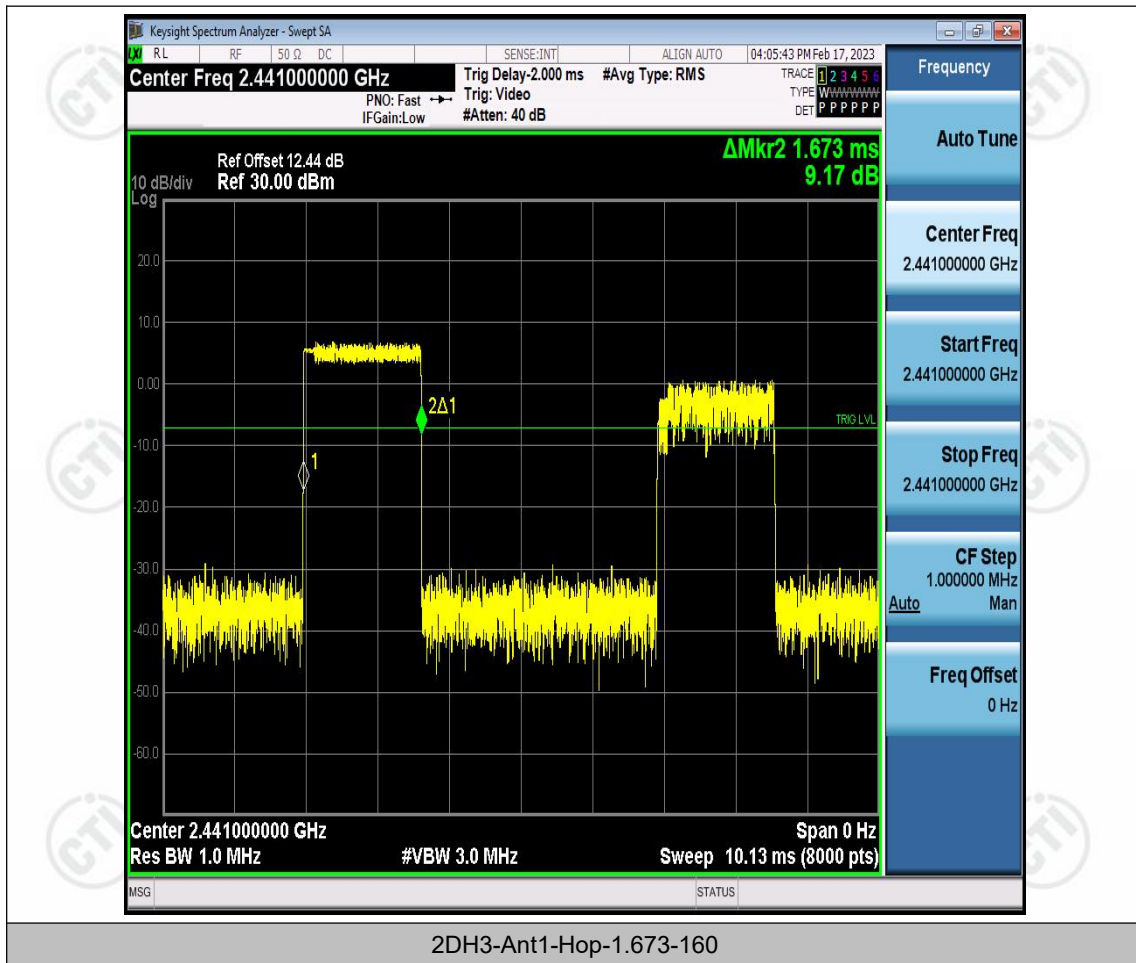 Keysight Spectrum Analyzer - Swept SA
LXI RL RF 50 Ω DC SENSE:INT ALIGN AUTO 04:05:43 PM Feb 17, 2023
Center Freq 2.441000000 GHz
PNO: Fast
IFGain:Low
Trig Delay-2.000 ms
Trig: Video
#Atten: 40 dB
#Avg Type: RMS
TRACE 1 2 3 4 5 6
TYPE WWWWWW
DET P P P P P P
ΔMkr2 1.673 ms
9.17 dB
Ref Offset 12.44 dB
10 dB/div Ref 30.00 dBm
Log
20.0
10.0
0.00
-10.0
-20.0
-30.0
-40.0
-50.0
-60.0
1
2Δ1
TRIG LVL
Center 2.441000000 GHz Span 0 Hz
Res BW 1.0 MHz #VBW 3.0 MHz Sweep 10.13 ms (8000 pts)
MSG STATUS
Frequency
Auto Tune
Center Freq
2.441000000 GHz
Start Freq
2.441000000 GHz
Stop Freq
2.441000000 GHz
CF Step
1.000000 MHz
Auto Man
Freq Offset
0 Hz
CTI
CTI
CTI
CTI
CTI
CTI
2DH3-Ant1-Hop-1.673-160